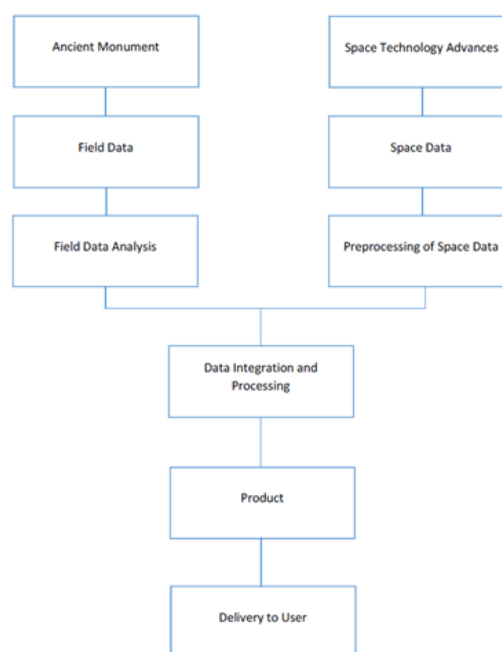 Ancient Monument
Space Technology Advances
Field Data
Space Data
Field Data Analysis
Preprocessing of Space Data
Data Integration and
Processing
Product
Delivery to User